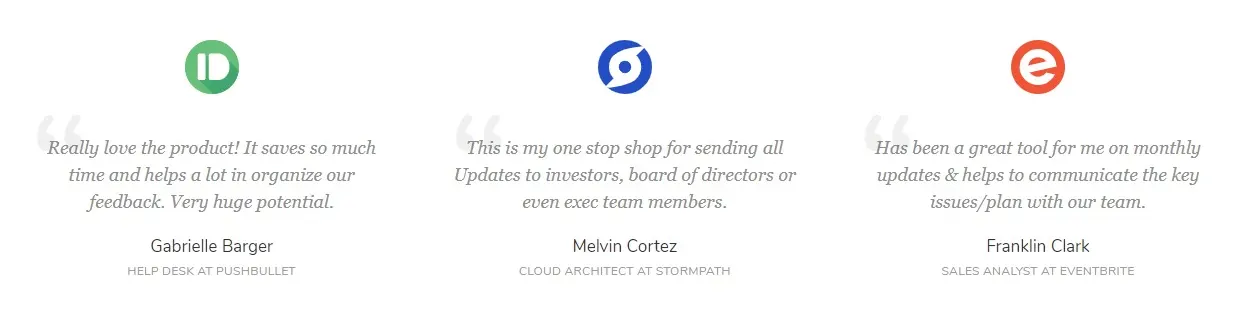 Really love the product! It saves so much
time and helps a lot in organize our
feedback. Very huge potential.
Gabrielle Barger
HELP DESK AT PUSHBULLET
This is my one stop shop for sending all
Updates to investors, board of directors or
even exec team members.
Melvin Cortez
CLOUD ARCHITECT AT STORMPATH
Has been a great tool for me on monthly
updates & helps to communicate the key
issues/plan with our team.
Franklin Clark
SALES ANALYST AT EVENTBRITE